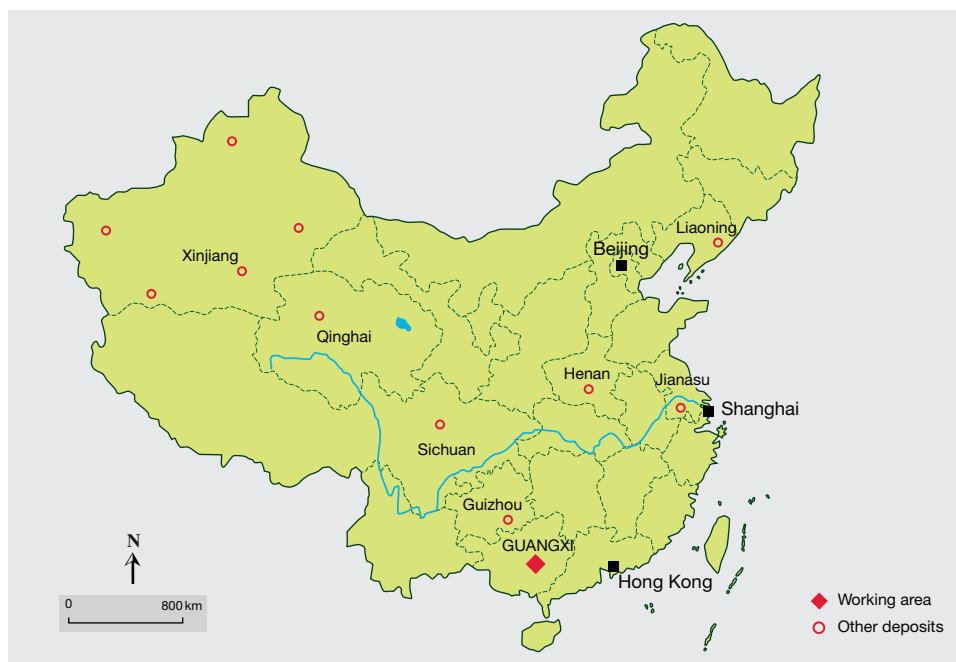 Liaoning
Beijing
Xinjiang
Qinghai
Henan
Jianasu
Shanghai
Sichuan
Guizhou
GUANGXI
Hong Kong
N
0 800 km
Working area
Other deposits